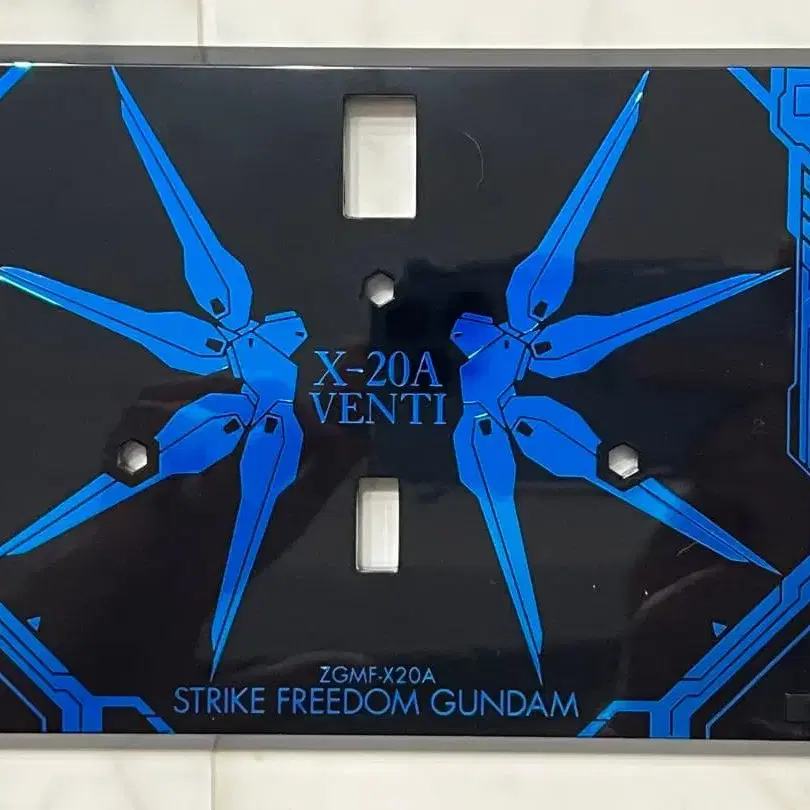 X-20A
VENTI
ZGMF-X20A
STRIKE FREEDOM GUNDAM